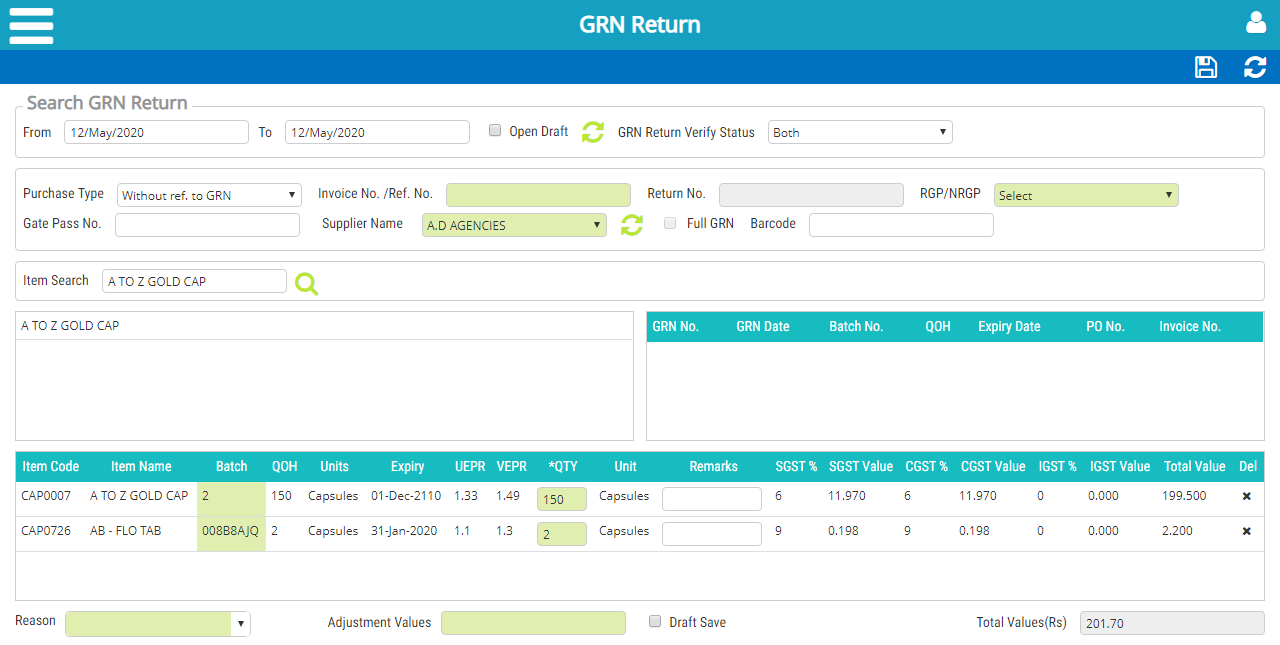 GRN Return
Search GRN Return
From 12/May/2020 To 12/May/2020 Open Draft GRN Return Verify Status Both
Purchase Type Without ref. to GRN Invoice No. /Ref. No. Return No. RGP/NRGP Select
Gate Pass No. Supplier Name A.D AGENCIES Full GRN Barcode
Item Search A TO Z GOLD CAP
A TO Z GOLD CAP
GRN No. GRN Date Batch No. QOH Expiry Date PO No. Invoice No.
Item Code Item Name Batch QOH Units Expiry UEPR VEPR *QTY Unit Remarks SGST % SGST Value CGST % CGST Value IGST % IGST Value Total Value Del
CAP0007 A TO Z GOLD CAP 2 150 Capsules 01-Dec-2110 1.33 1.49 150 Capsules 6 11.970 6 11.970 0 0.000 199.500
CAP0726 AB - FLO TAB 008B8AJQ 2 Capsules 31-Jan-2020 1.1 1.3 2 Capsules 9 0.198 9 0.198 0 0.000 2.200
Reason Adjustment Values Draft Save Total Values(Rs) 201.70